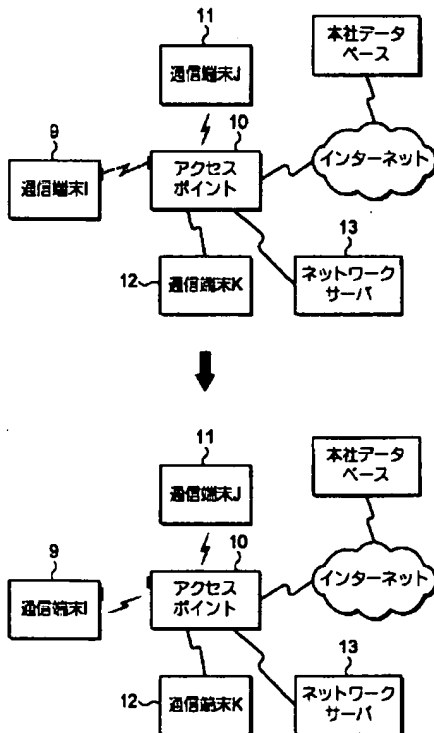 11
通信端末J
本社データ
ベース
9
通信端末I
10
アクセス
ポイント
インターネット
12
通信端末K
13
ネットワーク
サーバ
11
通信端末J
本社データ
ベース
9
通信端末I
10
アクセス
ポイント
インターネット
12
通信端末K
13
ネットワーク
サーバ